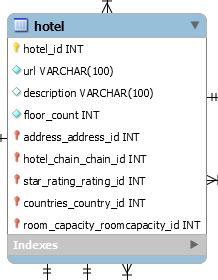 hotel
hotel_id INT
url VARCHAR(100)
description VARCHAR(100)
floor_count INT
address_address_id INT
hotel_chain_chain_id INT
star_rating_rating_id INT
countries_country_id INT
room_capacity_roomcapacity_id INT
Indexes